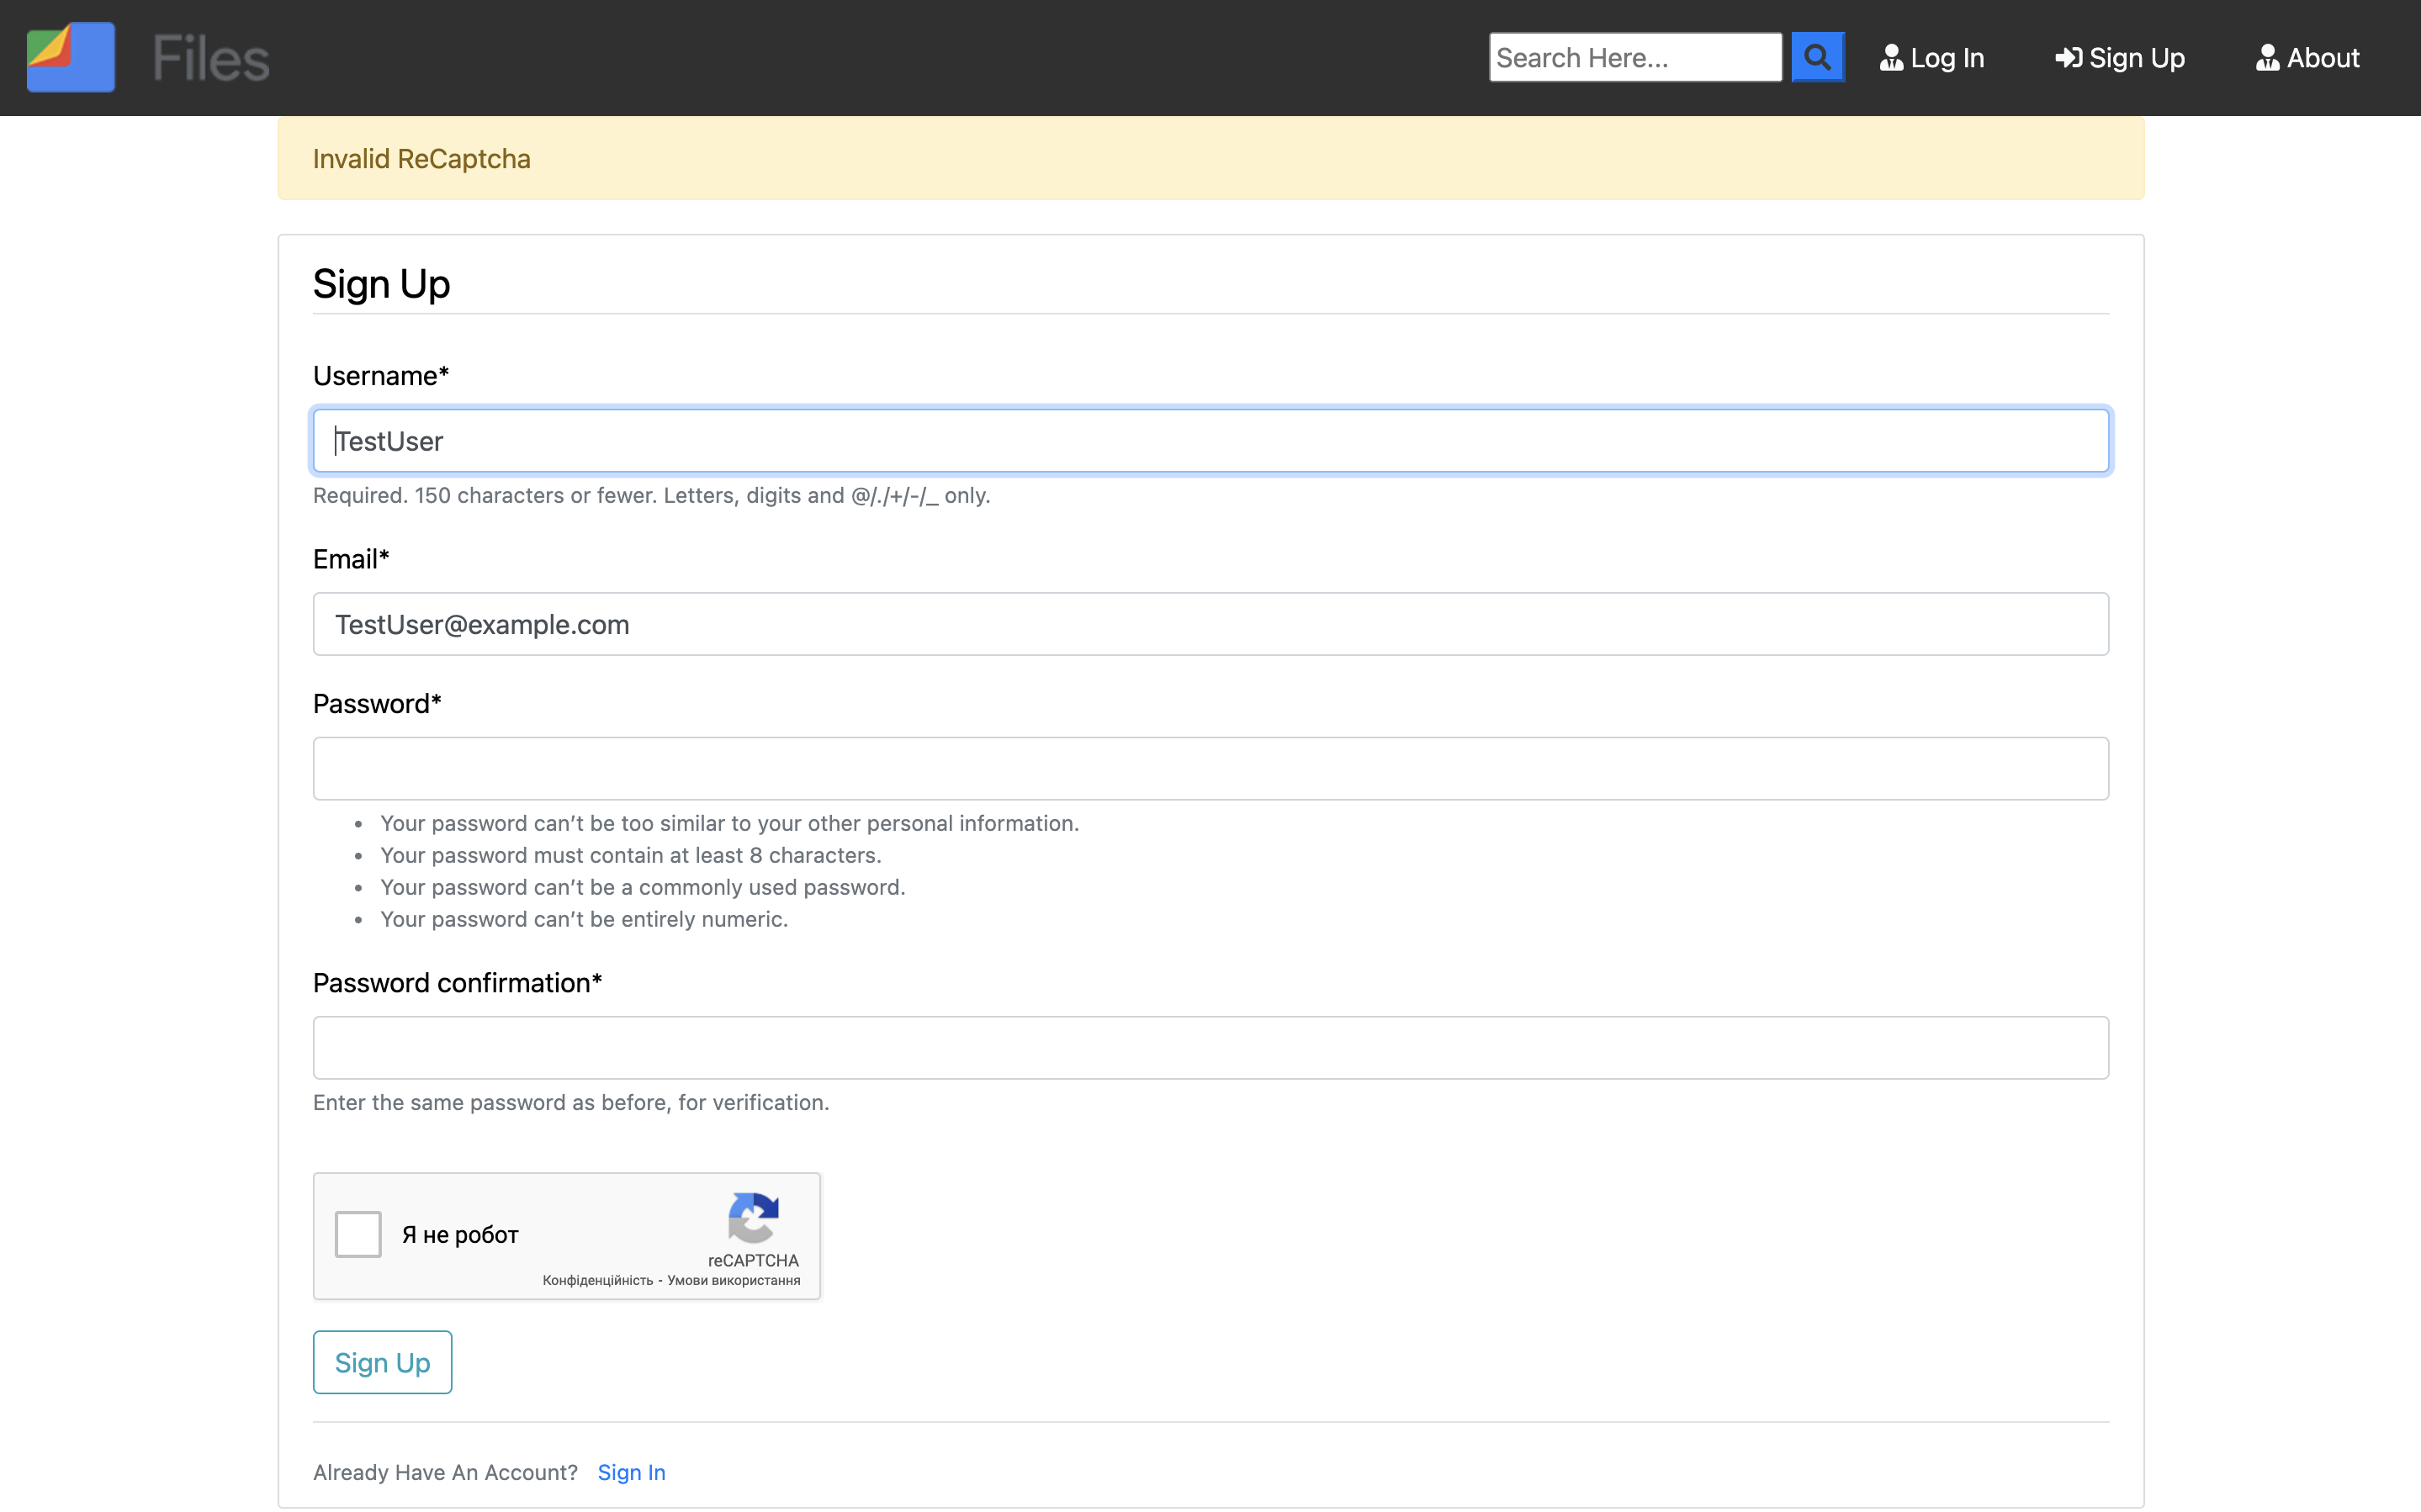 Files
Search Here...
Log In
Sign Up
About
Invalid ReCaptcha
Sign Up
Username*
TestUser
Required. 150 characters or fewer. Letters, digits and @/./+/-/_ only.
Email*
TestUser@example.com
Password*
• Your password can’t be too similar to your other personal information.
• Your password must contain at least 8 characters.
• Your password can’t be a commonly used password.
• Your password can’t be entirely numeric.
Password confirmation*
Enter the same password as before, for verification.
Я не робот
reCAPTCHA
Конфіденційність - Умови використання
Sign Up
Already Have An Account? Sign In